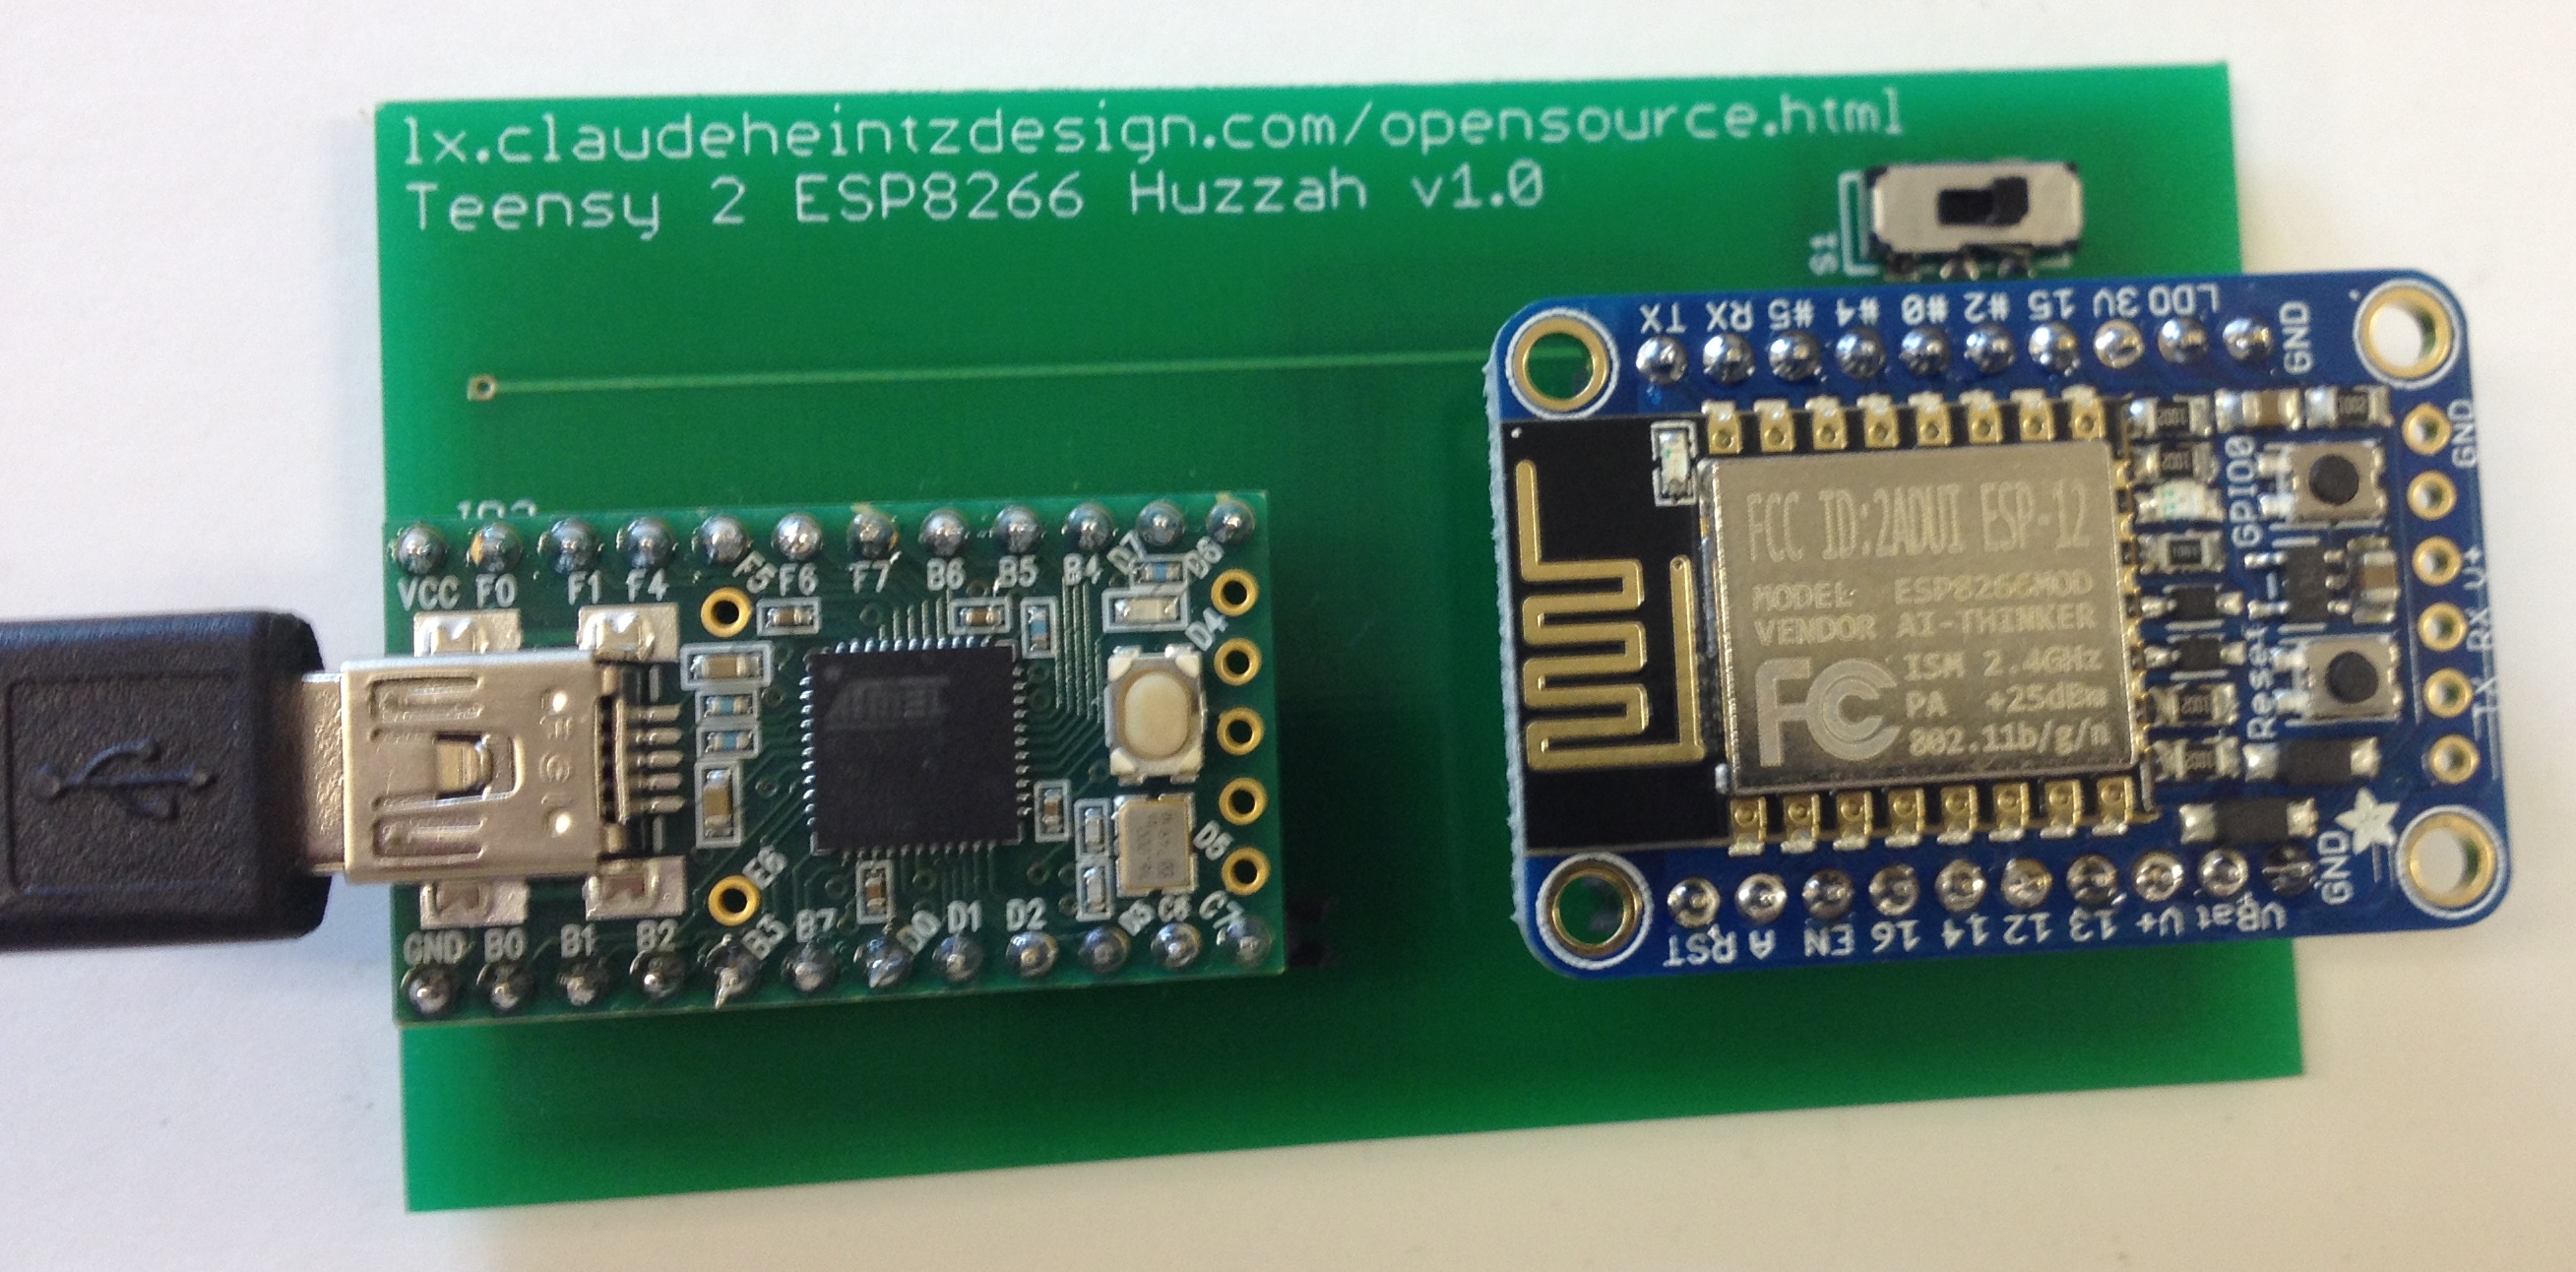 lx.claudeheintzdesign.com/opensource.html
Teensy 2 ESP8266 Huzzah v1.0
S1
TX RX #5 #4 #0 #2 15 3V LDO GND
FCC ID:2ADUI ESP-12
MODEL ESP8266MOD
VENDOR AI-THINKER
FC ISM 2.4GHz
PA +25dBm
802.11b/g/n
GPIO0
Reset
GND
V+
RX
TX
RST A EN 16 14 12 13 V+ VBat GND
VCC F0 F1 F4 F5 F6 F7 B6 B5 B4 D7 D6
D4
ATMEL
E6
D5
GND B0 B1 B2 B3 B7 D0 D1 D2 D3 C6 C7